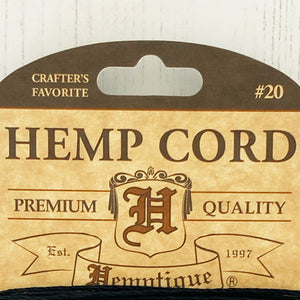 CRAFTER'S
FAVORITE
#20
HEMP CORD
PREMIUM H QUALITY
Est. 1997
Hemptique®